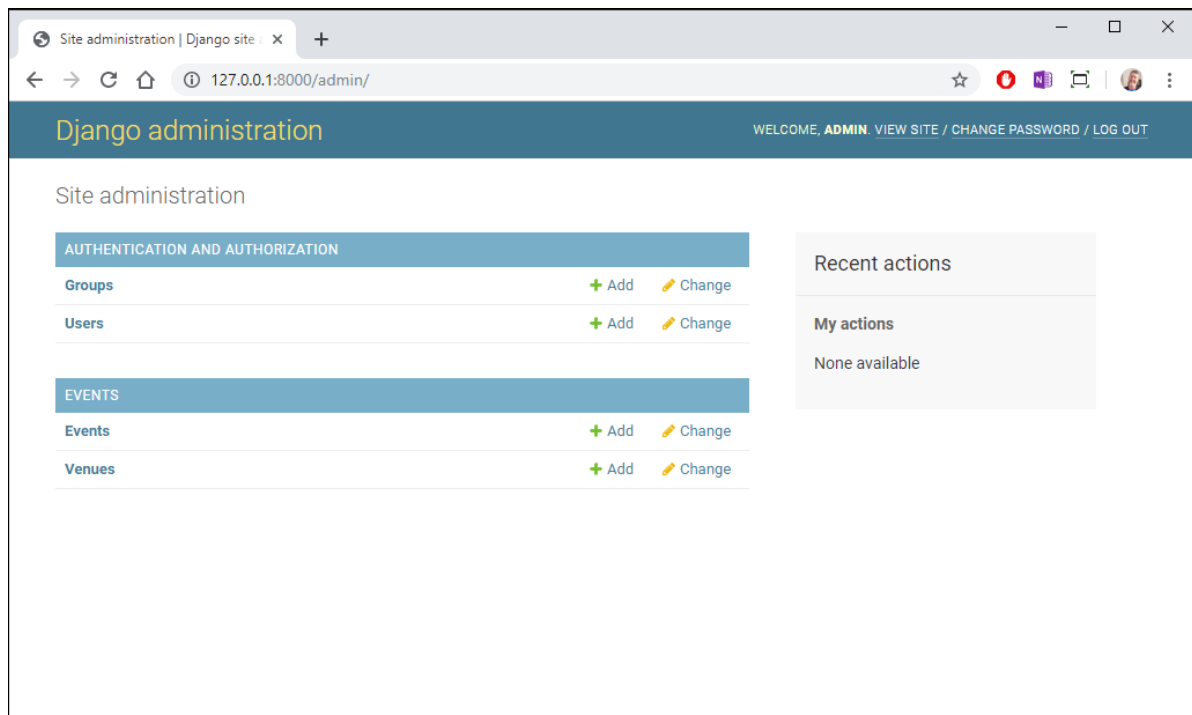 Site administration | Django site
127.0.0.1:8000/admin/
Django administration
WELCOME, ADMIN. VIEW SITE / CHANGE PASSWORD / LOG OUT
Site administration
AUTHENTICATION AND AUTHORIZATION
Groups Add Change
Users Add Change
EVENTS
Events Add Change
Venues Add Change
Recent actions
My actions
None available